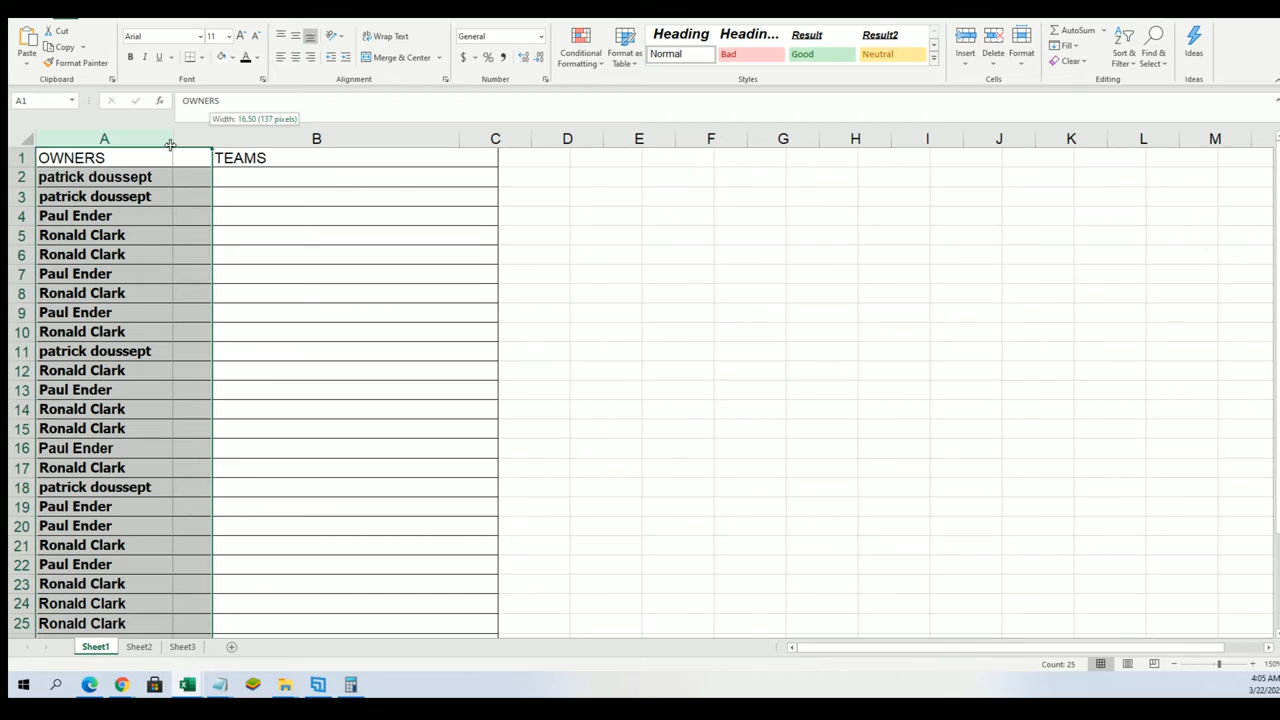 Cut
Copy
Format Painter
Paste
Clipboard
Arial 11
B I U
Font
Wrap Text
Merge & Center
Alignment
General
$ % ,
Number
Conditional Formatting
Format as Table
Heading Headin... Result Result2
Normal Bad Good Neutral
Styles
Insert Delete Format
Cells
AutoSum
Fill
Clear
Sort & Filter
Find & Select
Editing
Ideas
Ideas
A1 fx OWNERS
Width: 16.50 (137 pixels)
A B C D E F G H I J K L M
1 OWNERS TEAMS
2 patrick doussept
3 patrick doussept
4 Paul Ender
5 Ronald Clark
6 Ronald Clark
7 Paul Ender
8 Ronald Clark
9 Paul Ender
10 Ronald Clark
11 patrick doussept
12 Ronald Clark
13 Paul Ender
14 Ronald Clark
15 Ronald Clark
16 Paul Ender
17 Ronald Clark
18 patrick doussept
19 Paul Ender
20 Paul Ender
21 Ronald Clark
22 Paul Ender
23 Ronald Clark
24 Ronald Clark
25 Ronald Clark
Sheet1 Sheet2 Sheet3
Count: 25
4:05 AM